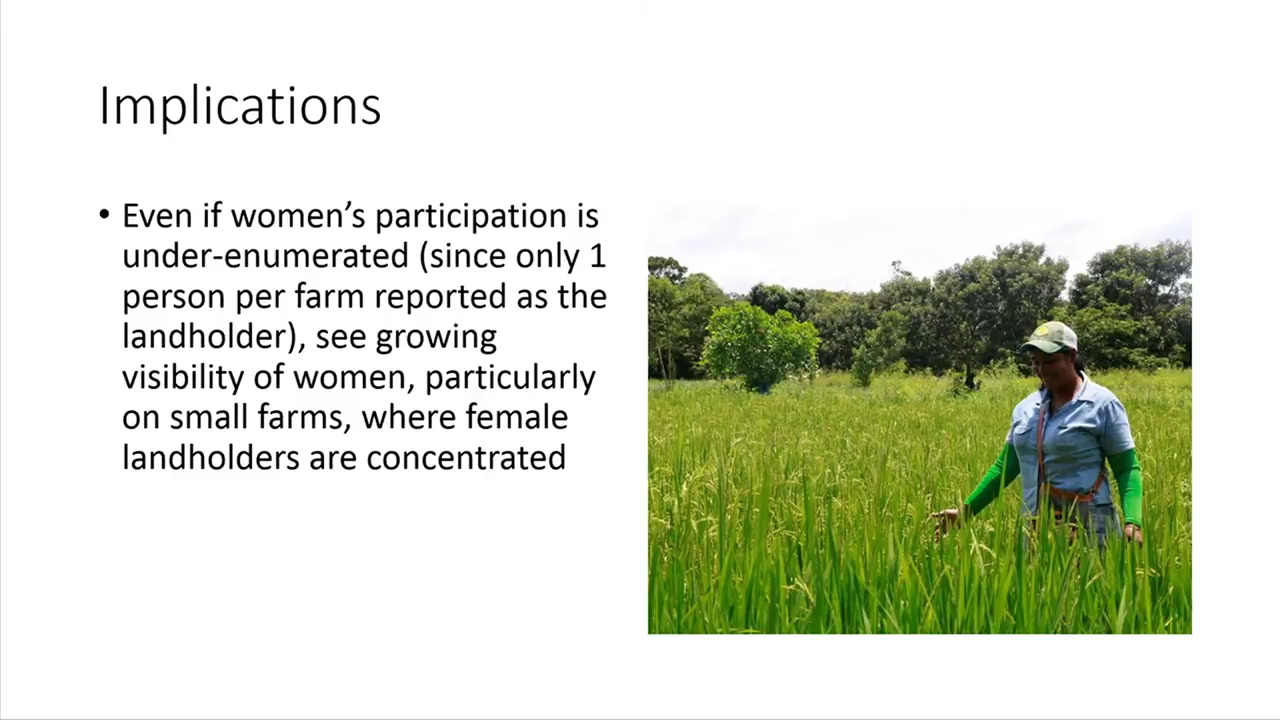 Implications
• Even if women’s participation is
under-enumerated (since only 1
person per farm reported as the
landholder), see growing
visibility of women, particularly
on small farms, where female
landholders are concentrated